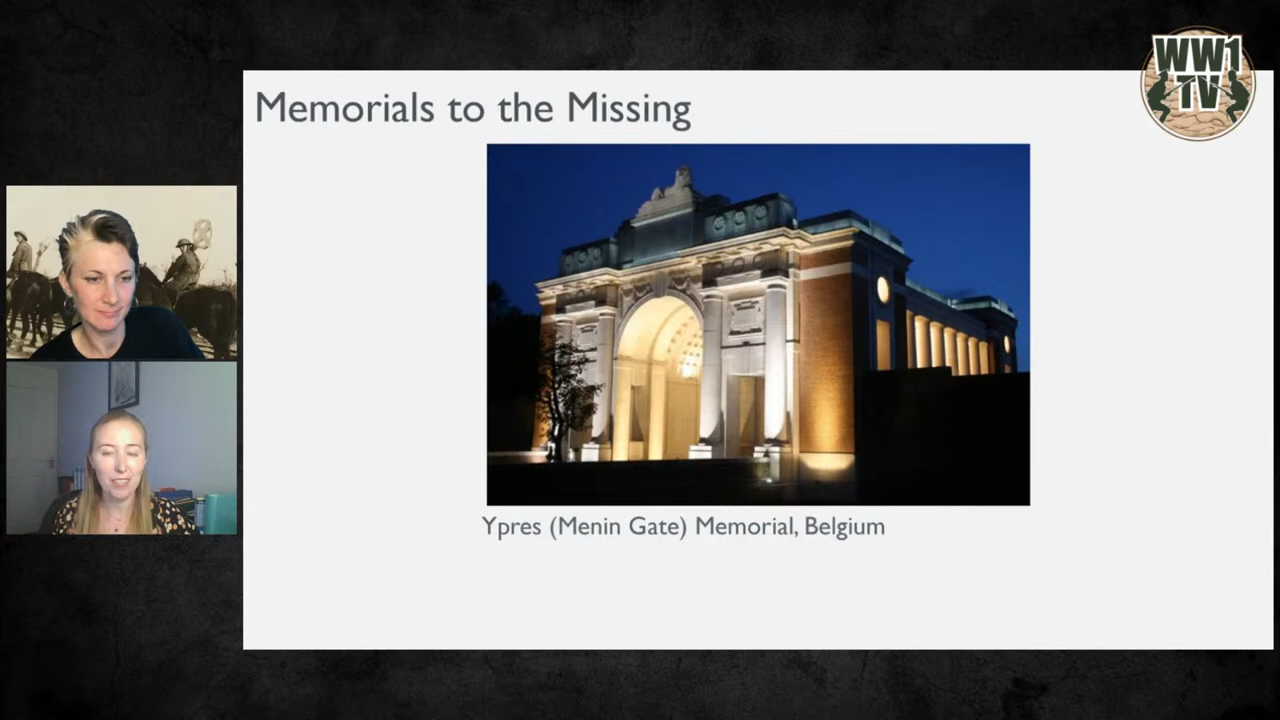 WW1
TV
Memorials to the Missing
Ypres (Menin Gate) Memorial, Belgium